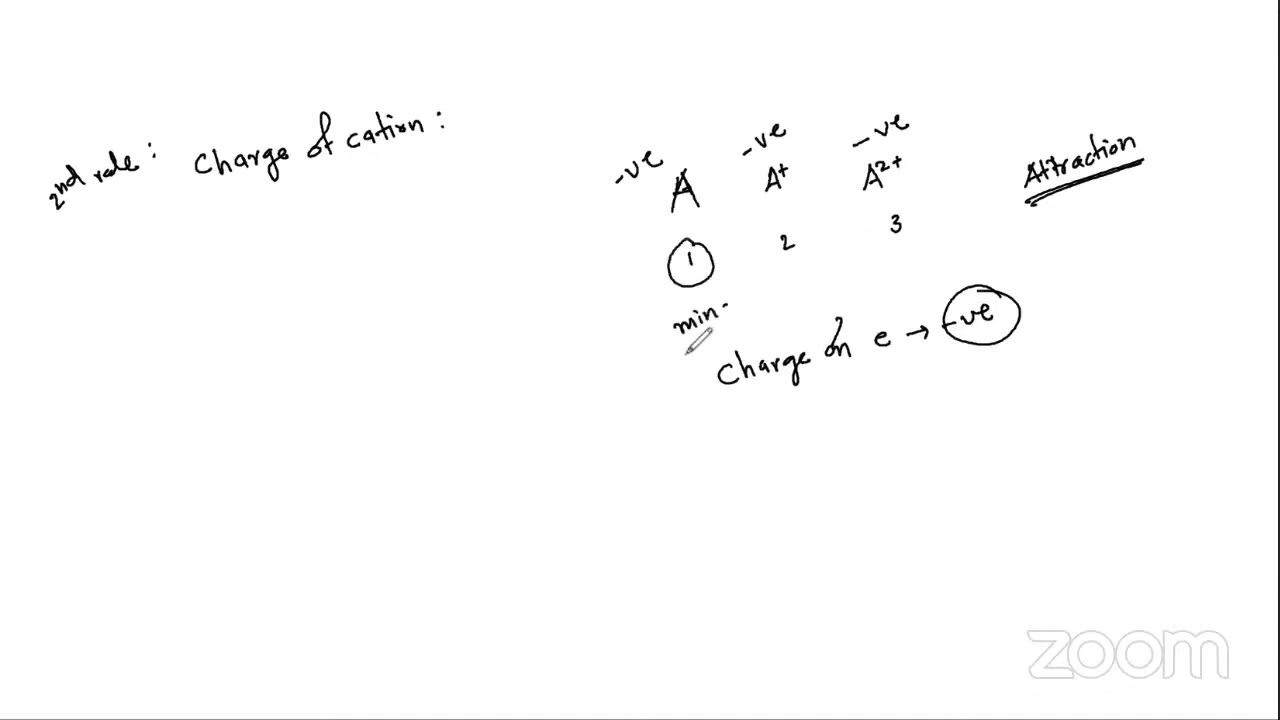 2nd rule: Charge of cation:
-ve -ve -ve
A A⁺ A²⁺ Attraction
1 2 3
min.
Charge on e → -ve
zoom